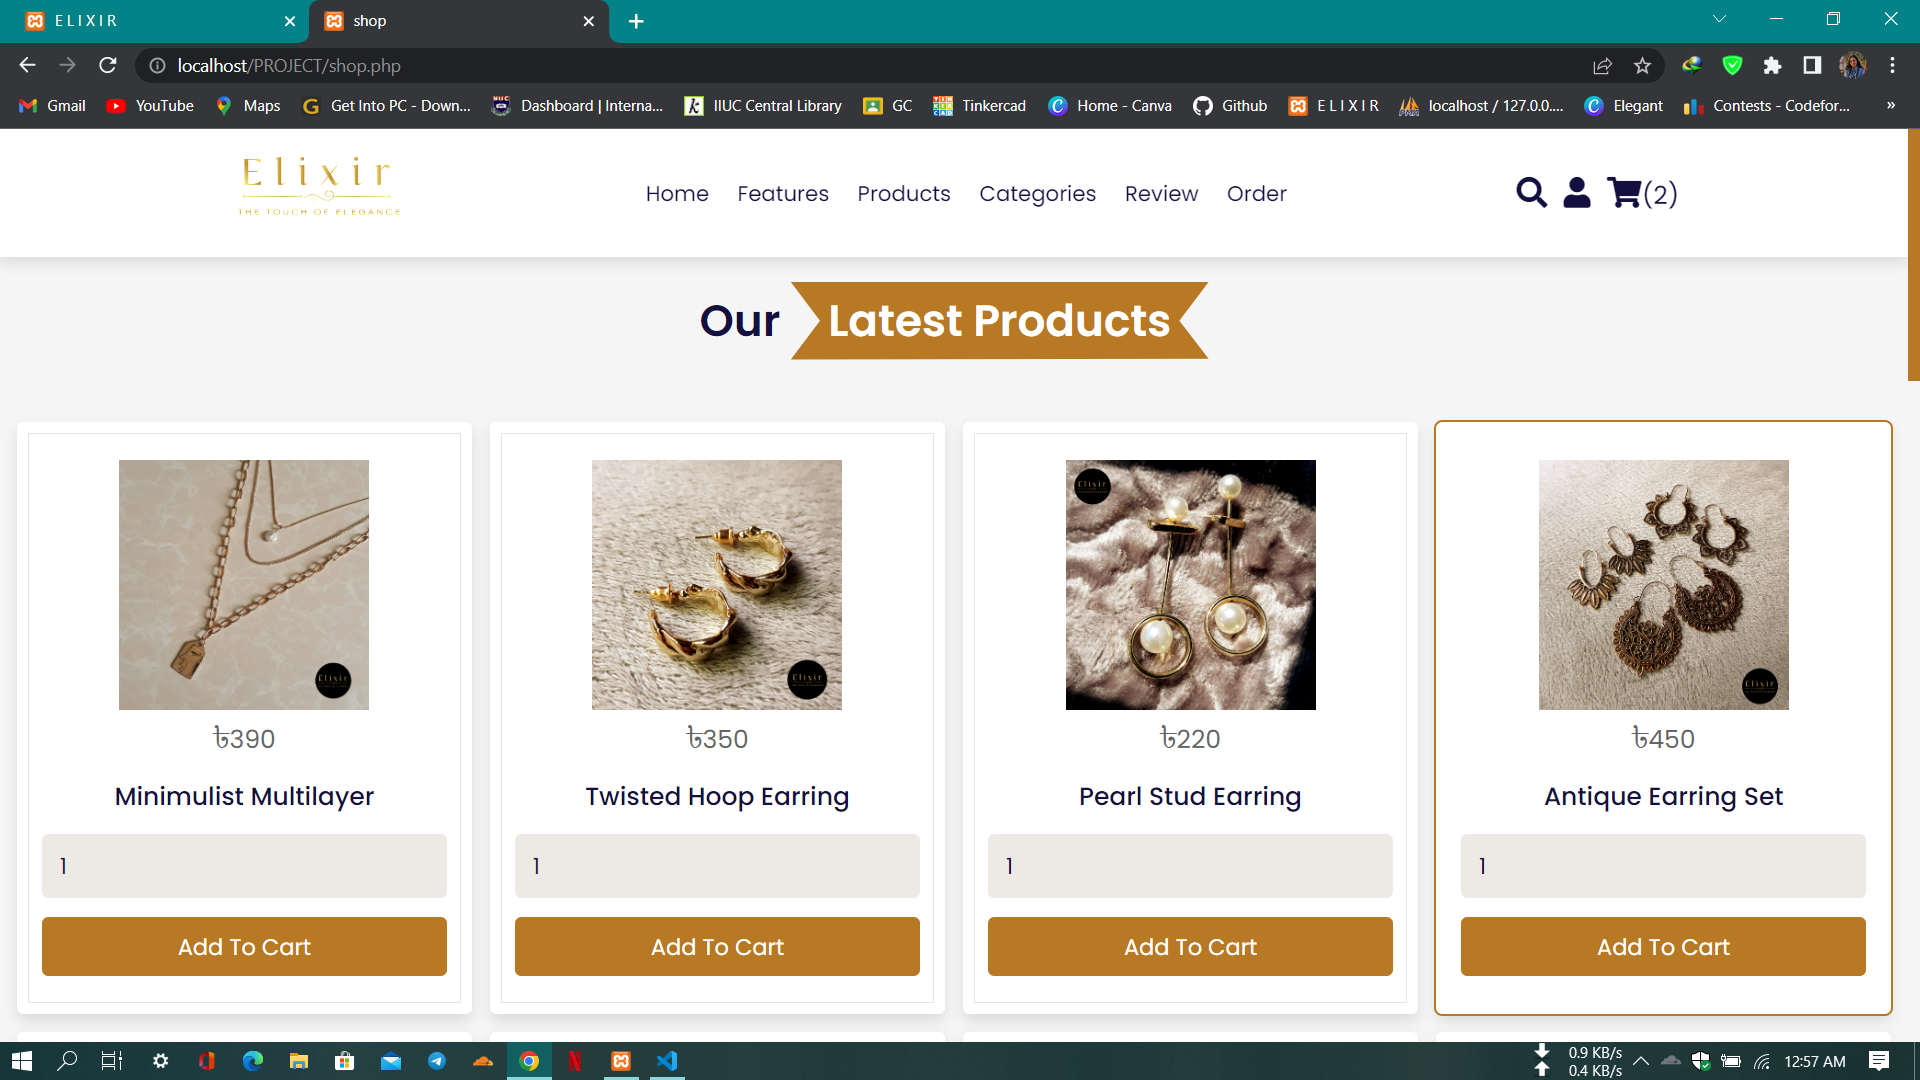 E L I X I R
shop
localhost/PROJECT/shop.php
Gmail
YouTube
Maps
Get Into PC - Down...
Dashboard | Interna...
IIUC Central Library
GC
Tinkercad
Home - Canva
Github
E L I X I R
localhost / 127.0.0....
Elegant
Contests - Codefor...
»
Elixir
THE TOUCH OF ELEGANCE
Home
Features
Products
Categories
Review
Order
(2)
Our Latest Products
Elixir
Elixir
Elixir
Elixir
৳390
৳350
৳220
৳450
Minimulist Multilayer
Twisted Hoop Earring
Pearl Stud Earring
Antique Earring Set
1
1
1
1
Add To Cart
Add To Cart
Add To Cart
Add To Cart
0.9 KB/s
0.4 KB/s
12:57 AM